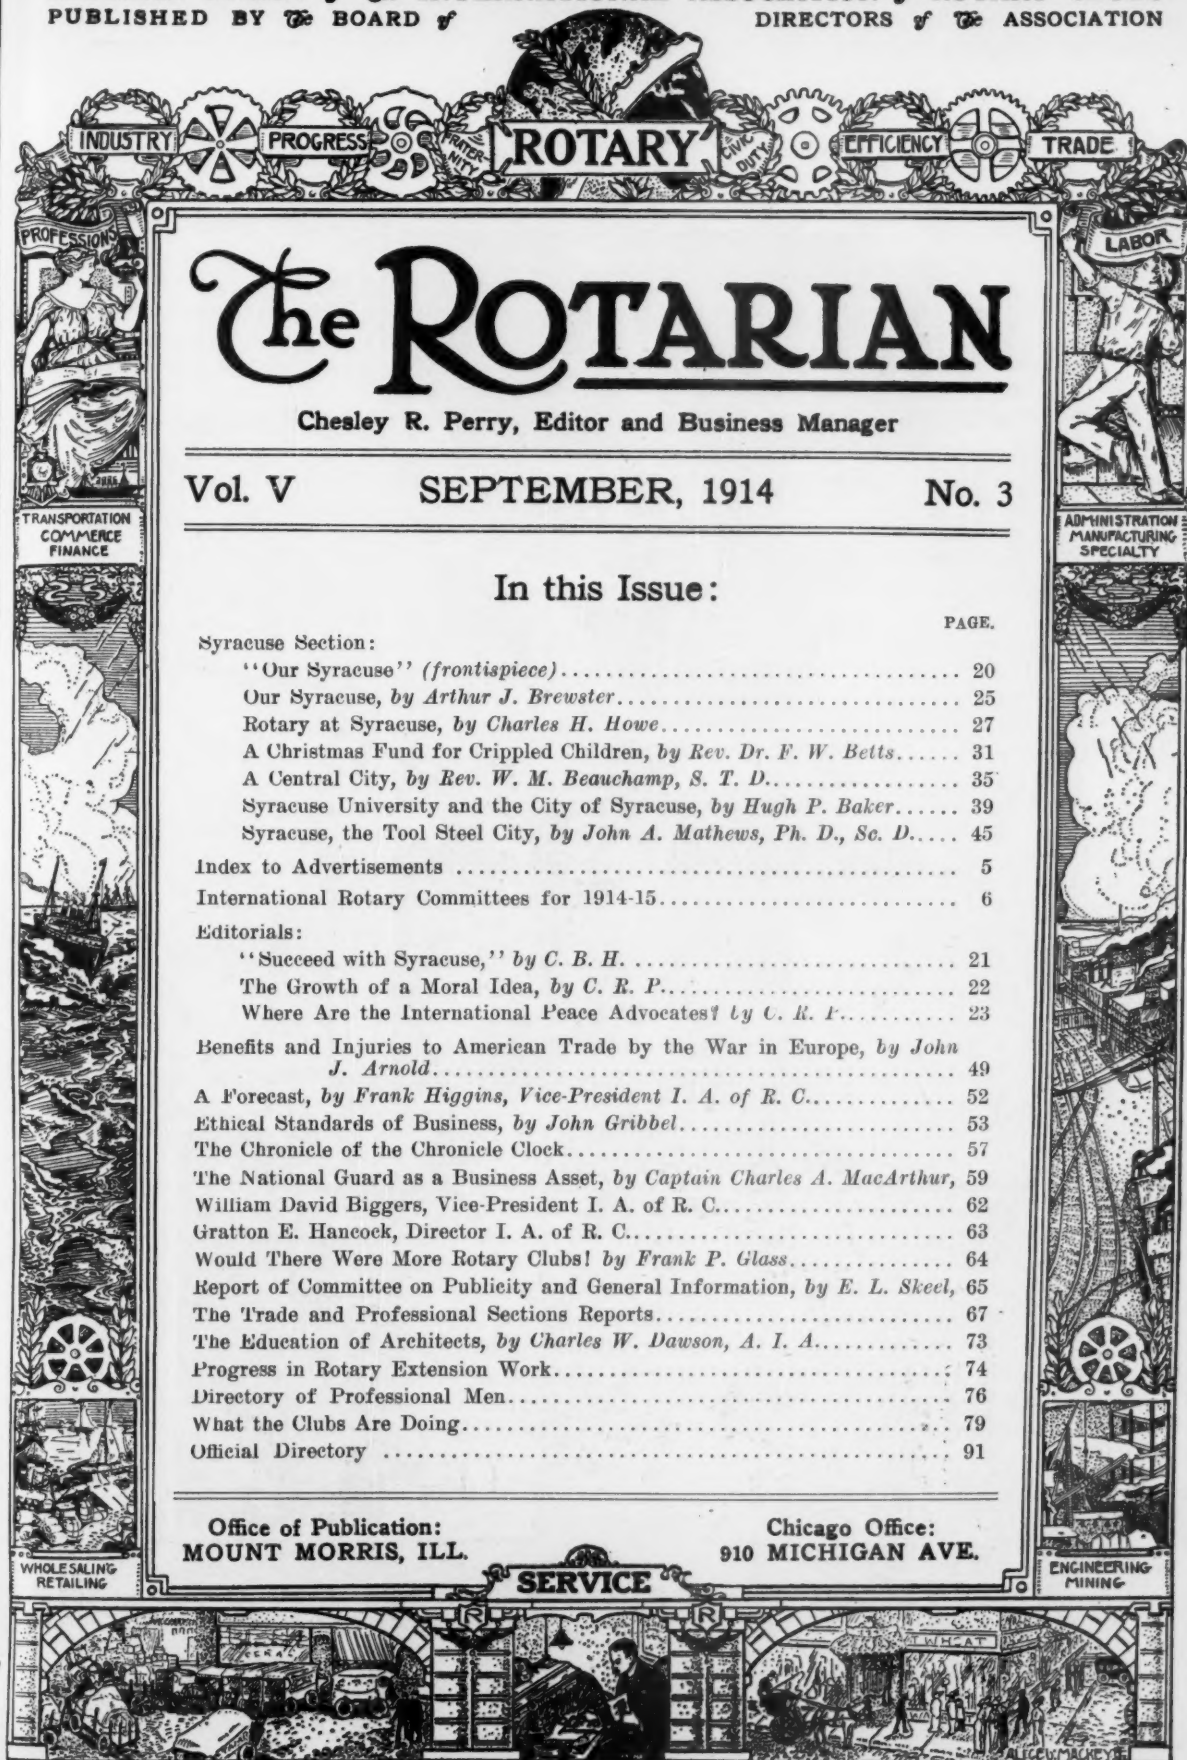 PUBLISHED BY The BOARD of DIRECTORS of The ASSOCIATION
INDUSTRY PROGRESS FRATERNITY ROTARY CIVIC DUTY EFFICIENCY TRADE
PROFESSIONS
LABOR
The ROTARIAN
Chesley R. Perry, Editor and Business Manager
Vol. V SEPTEMBER, 1914 No. 3
TRANSPORTATION
COMMERCE
FINANCE
ADMINISTRATION
MANUFACTURING
SPECIALTY
In this Issue:
PAGE.
Syracuse Section:
"Our Syracuse" (frontispiece) 20
Our Syracuse, by Arthur J. Brewster 25
Rotary at Syracuse, by Charles H. Howe 27
A Christmas Fund for Crippled Children, by Rev. Dr. F. W. Betts 31
A Central City, by Rev. W. M. Beauchamp, S. T. D. 35
Syracuse University and the City of Syracuse, by Hugh P. Baker 39
Syracuse, the Tool Steel City, by John A. Mathews, Ph. D., Sc. D. 45
Index to Advertisements 5
International Rotary Committees for 1914-15 6
Editorials:
"Succeed with Syracuse," by C. B. H. 21
The Growth of a Moral Idea, by C. R. P. 22
Where Are the International Peace Advocates? by C. R. P. 23
Benefits and Injuries to American Trade by the War in Europe, by John
J. Arnold 49
A Forecast, by Frank Higgins, Vice-President I. A. of R. C. 52
Ethical Standards of Business, by John Gribbel 53
The Chronicle of the Chronicle Clock 57
The National Guard as a Business Asset, by Captain Charles A. MacArthur, 59
William David Biggers, Vice-President I. A. of R. C. 62
Gratton E. Hancock, Director I. A. of R. C. 63
Would There Were More Rotary Clubs! by Frank P. Glass 64
Report of Committee on Publicity and General Information, by E. L. Skeel, 65
The Trade and Professional Sections Reports 67
The Education of Architects, by Charles W. Dawson, A. I. A. 73
Progress in Rotary Extension Work 74
Directory of Professional Men 76
What the Clubs Are Doing 79
Official Directory 91
Office of Publication:
MOUNT MORRIS, ILL.
Chicago Office:
910 MICHIGAN AVE.
WHOLESALING
RETAILING
ENGINEERING
MINING
SERVICE
R R